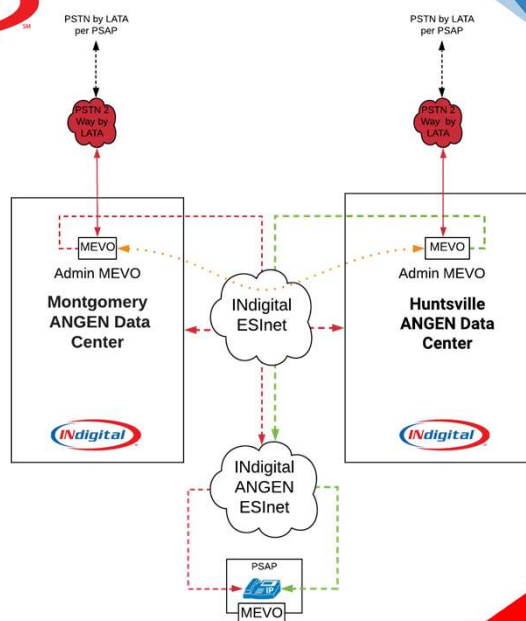 SM
PSTN by LATA
per PSAP
PSTN by LATA
per PSAP
PSTN 2
Way by
LATA
PSTN 2
Way by
LATA
MEVO
Admin MEVO
MEVO
Admin MEVO
Montgomery
ANGEN Data
Center
INdigital
ESInet
Huntsville
ANGEN Data
Center
INdigital
INdigital
INdigital
ANGEN
ESInet
PSAP
IP
MEVO